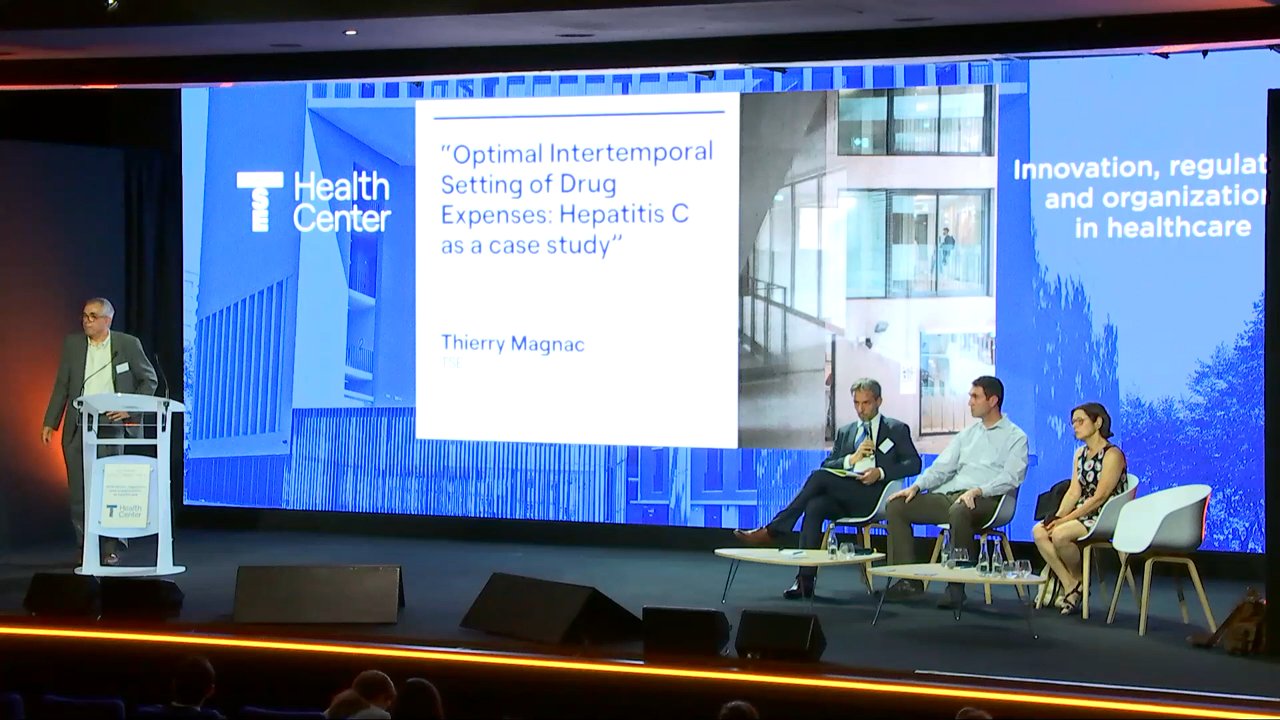 TSE
Health
Center
"Optimal Intertemporal
Setting of Drug
Expenses: Hepatitis C
as a case study"
Thierry Magnac
TSE
Innovation, regulat
and organization
in healthcare
Health
Center